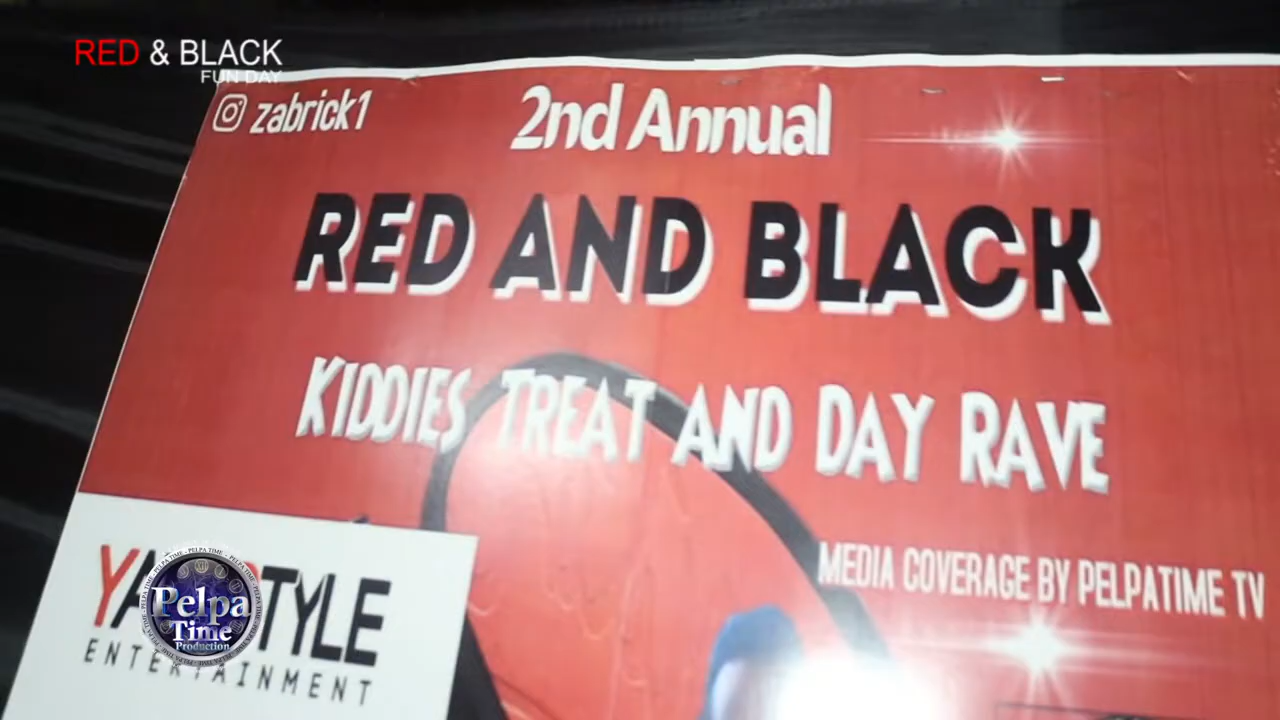 RED & BLACK
FUN DAY
zabrick1
2nd Annual
RED AND BLACK
KIDDIES TREAT AND DAY RAVE
MEDIA COVERAGE BY PELPATIME TV
ENTERTAINMENT
Pelpa
Time
Production